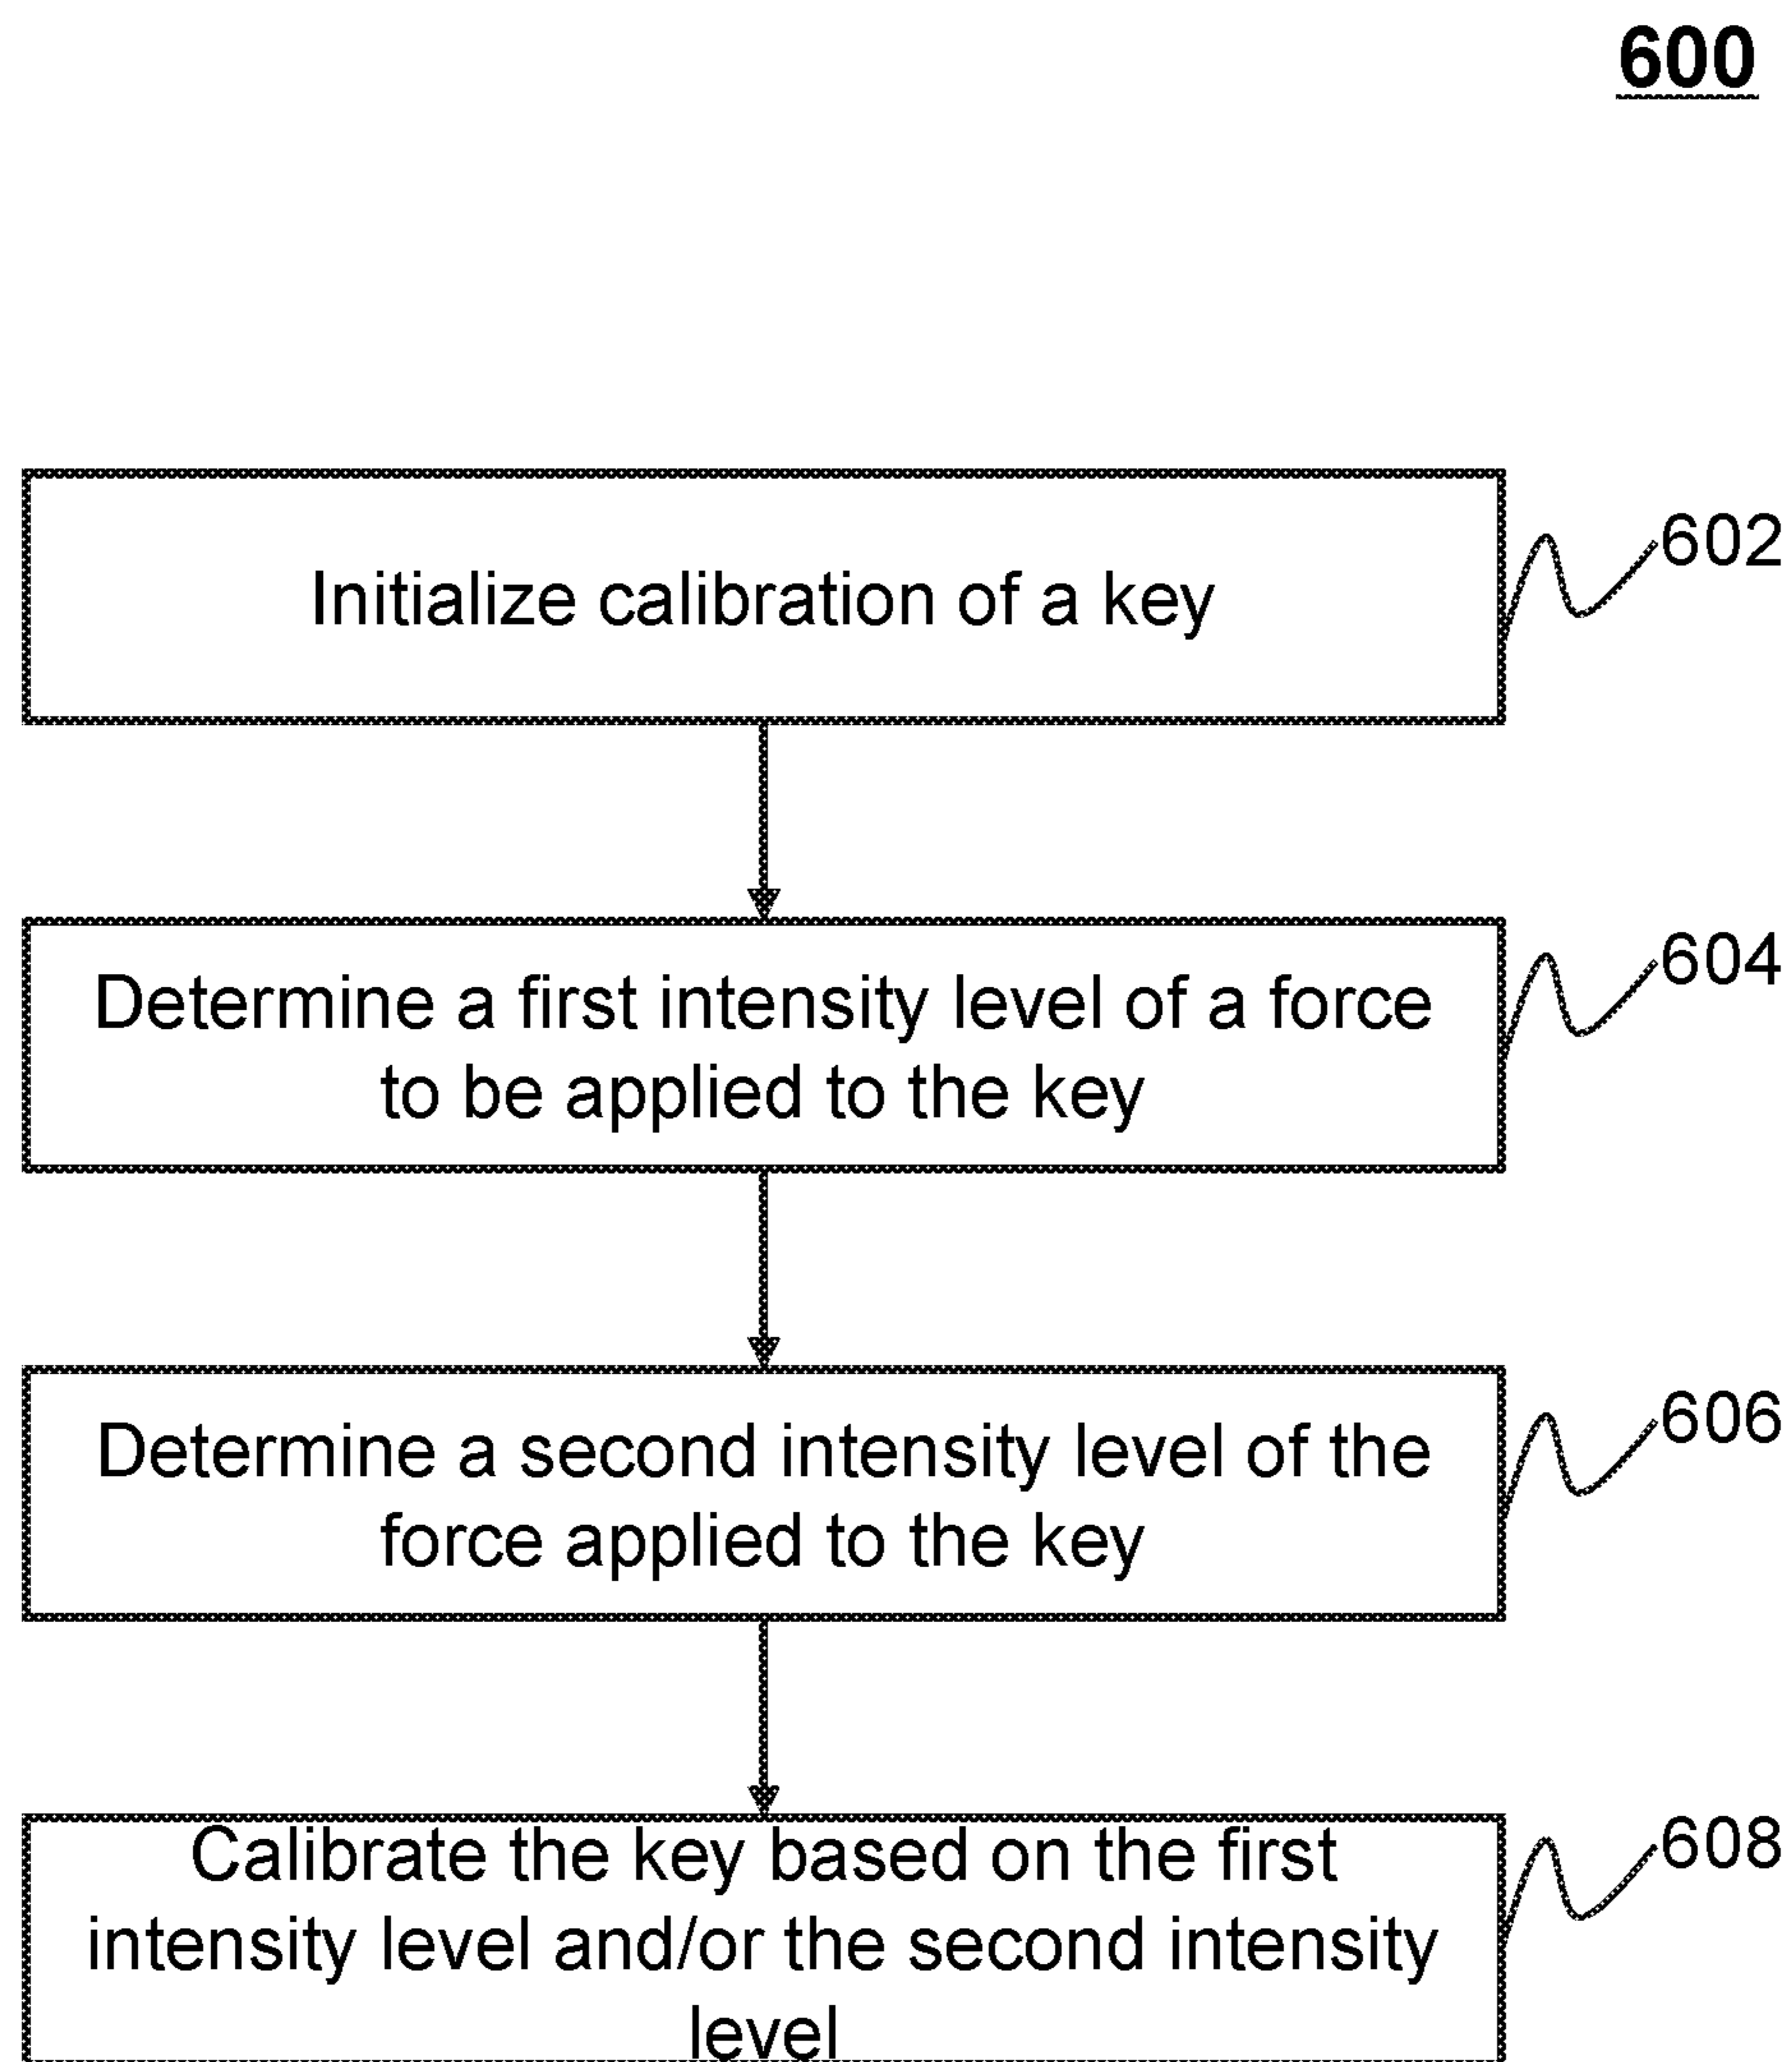 600
Initialize calibration of a key
602
Determine a first intensity level of a force
to be applied to the key
604
Determine a second intensity level of the
force applied to the key
606
Calibrate the key based on the first
intensity level and/or the second intensity
level
608